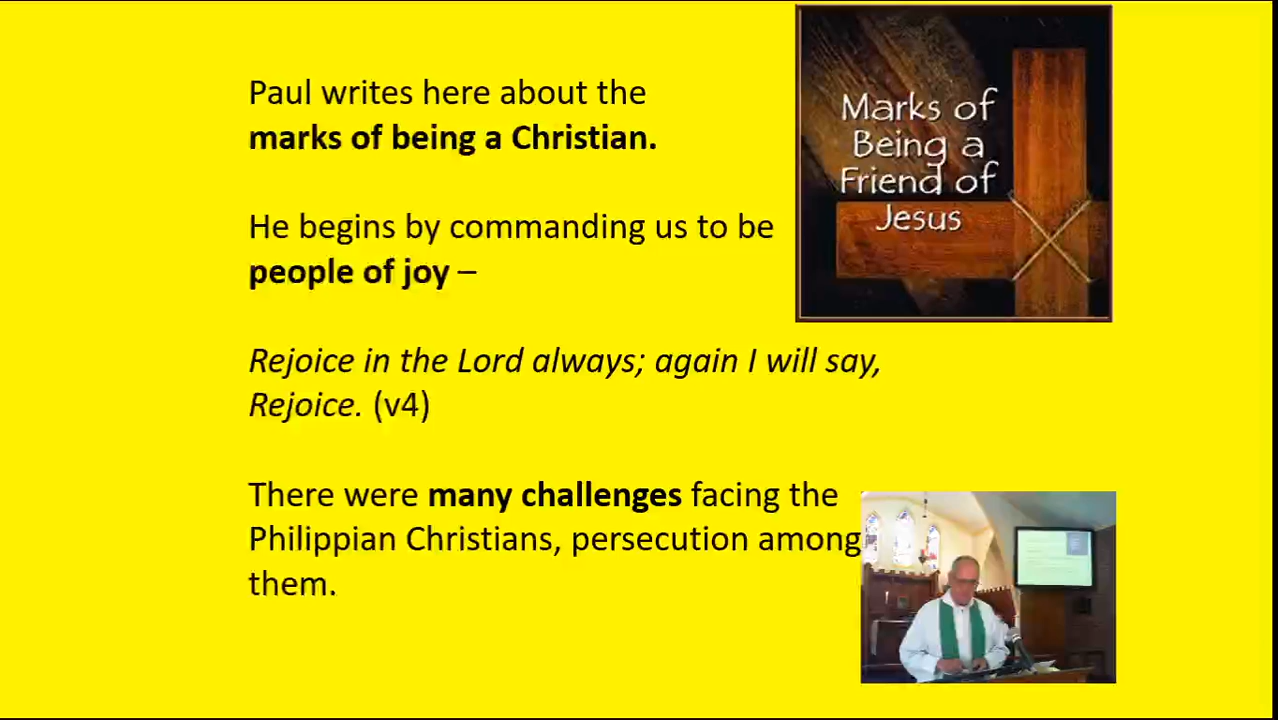 Paul writes here about the
marks of being a Christian.
He begins by commanding us to be
people of joy –
Rejoice in the Lord always; again I will say,
Rejoice. (v4)
There were many challenges facing the
Philippian Christians, persecution among
them.
Marks of
Being a
Friend of
Jesus